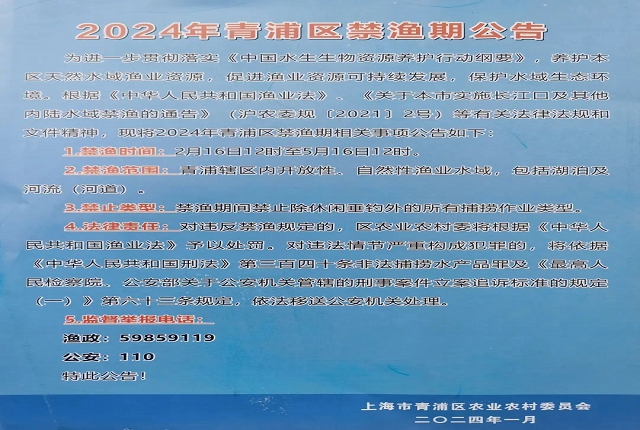 2024年青浦区禁渔期公告
为进一步贯彻落实《中国水生生物资源养护行动纲要》，养护本
区天然水域渔业资源，促进渔业资源可持续发展，保护水域生态环
境。根据《中华人民共和国渔业法》、《关于本市实施长江口及其他
内陆水域禁渔的通告》（沪农委规〔2021〕2号）等有关法律法规和
文件精神，现将2024年青浦区禁渔期相关事项公告如下：
1.禁渔时间：2月16日12时至5月16日12时。
2.禁渔范围：青浦辖区内开放性、自然性渔业水域，包括湖泊及
河流（河道）。
3.禁止类型：禁渔期间禁止除休闲垂钓外的所有捕捞作业类型。
4.法律责任：对违反禁渔规定的，区农业农村委将根据《中华人
民共和国渔业法》予以处罚。对违法情节严重构成犯罪的，将依据
《中华人民共和国刑法》第三百四十条非法捕捞水产品罪及《最高人
民检察院、公安部关于公安机关管辖的刑事案件立案追诉标准的规定
（一）》第六十三条规定，依法移送公安机关处理。
5.监督举报电话：
渔政：59859119
公安：110
特此公告！
上海市青浦区农业农村委员会
二〇二四年一月